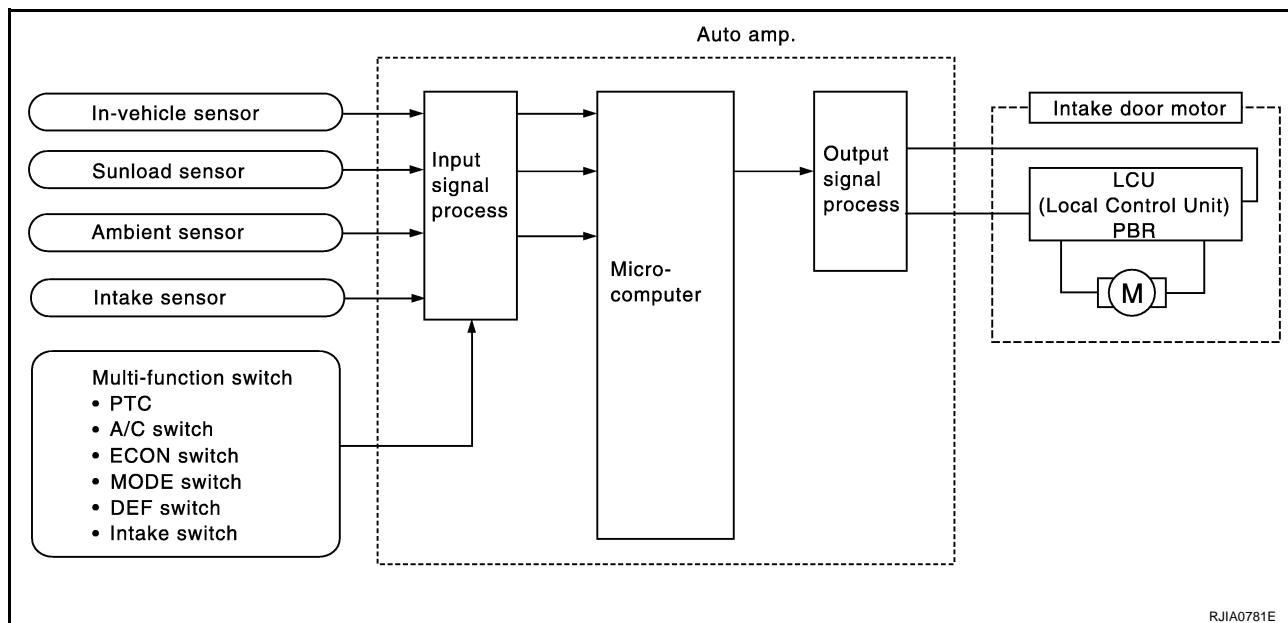 Auto amp.
In-vehicle sensor
Sunload sensor
Ambient sensor
Intake sensor
Multi-function switch
• PTC
• A/C switch
• ECON switch
• MODE switch
• DEF switch
• Intake switch
Input
signal
process
Micro-
computer
Output
signal
process
Intake door motor
LCU
(Local Control Unit)
PBR
M
RJIA0781E